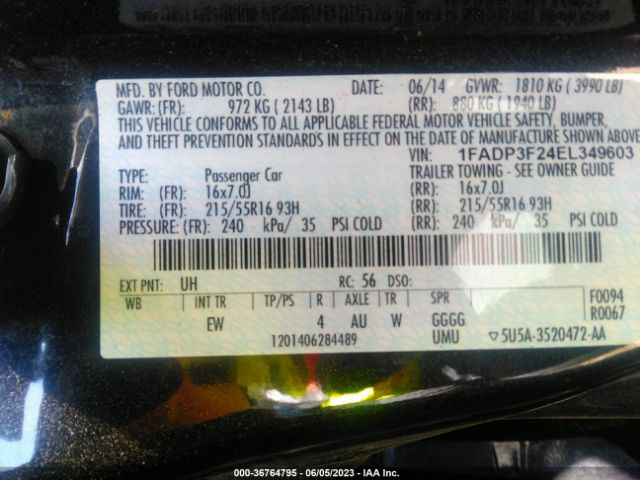 MFD. BY FORD MOTOR CO. DATE: 06/14 GVWR: 1810 KG ( 3990 LB)
GAWR: (FR): 972 KG ( 2143 LB) (RR): 880 KG ( 1940 LB)
THIS VEHICLE CONFORMS TO ALL APPLICABLE FEDERAL MOTOR VEHICLE SAFETY, BUMPER,
AND THEFT PREVENTION STANDARDS IN EFFECT ON THE DATE OF MANUFACTURE SHOWN ABOVE
VIN: 1FADP3F24EL349603
TYPE: Passenger Car TRAILER TOWING - SEE OWNER GUIDE
RIM: (FR): 16x7.0J (RR): 16x7.0J
TIRE: (FR): 215/55R16 93H (RR): 215/55R16 93H
PRESSURE: (FR): 240 kPa/ 35 PSI COLD (RR): 240 kPa/ 35 PSI COLD
EXT PNT: UH RC: 56 DSO:
WB INT TR TP/PS R AXLE TR SPR F0094
EW 4 AU W GGGG R0067
1201406284489 UMU ▽5U5A-3520472-AA
000-36764795 - 06/05/2023 - IAA Inc.